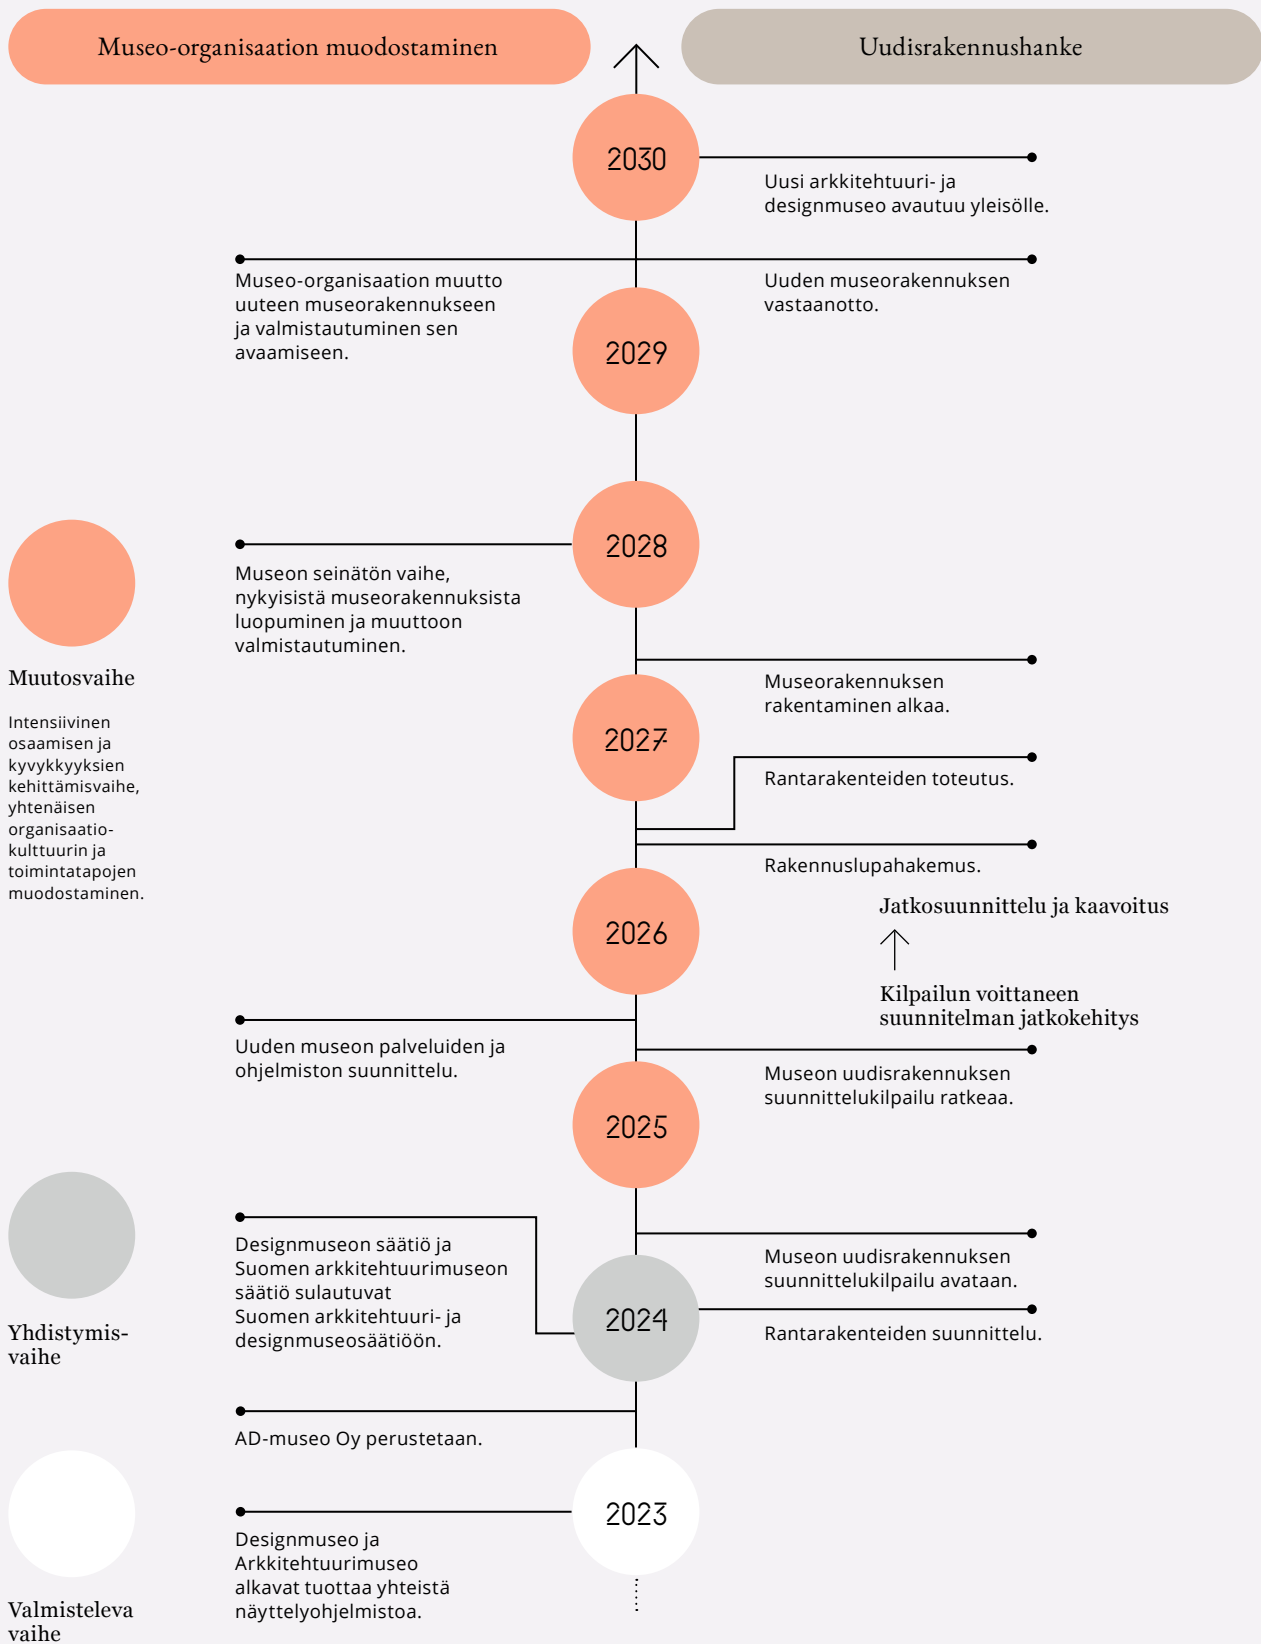 Museo-organisaation muodostaminen
Uudisrakennushanke
2030
Uusi arkkitehtuuri- ja
designmuseo avautuu yleisölle.
Museo-organisaation muutto
uuteen museorakennukseen
ja valmistautuminen sen
avaamiseen.
Uuden museorakennuksen
vastaanotto.
2029
2028
Museon seinätön vaihe,
nykyisistä museorakennuksista
luopuminen ja muuttoon
valmistautuminen.
Muutosvaihe
Intensiivinen
osaamisen ja
kyvykkyyksien
kehittämisvaihe,
yhtenäisen
organisaatio-
kulttuurin ja
toimintatapojen
muodostaminen.
Museorakennuksen
rakentaminen alkaa.
2027
Rantarakenteiden toteutus.
Rakennuslupahakemus.
2026
Jatkosuunnittelu ja kaavoitus
Kilpailun voittaneen
suunnitelman jatkokehitys
Uuden museon palveluiden ja
ohjelmiston suunnittelu.
Museon uudisrakennuksen
suunnittelukilpailu ratkeaa.
2025
Designmuseon säätiö ja
Suomen arkkitehtuurimuseon
säätiö sulautuvat
Suomen arkkitehtuuri- ja
designmuseosäätiöön.
Museon uudisrakennuksen
suunnittelukilpailu avataan.
2024
Rantarakenteiden suunnittelu.
Yhdistymis-
vaihe
AD-museo Oy perustetaan.
2023
Designmuseo ja
Arkkitehtuurimuseo
alkavat tuottaa yhteistä
näyttelyohjelmistoa.
Valmisteleva
vaihe